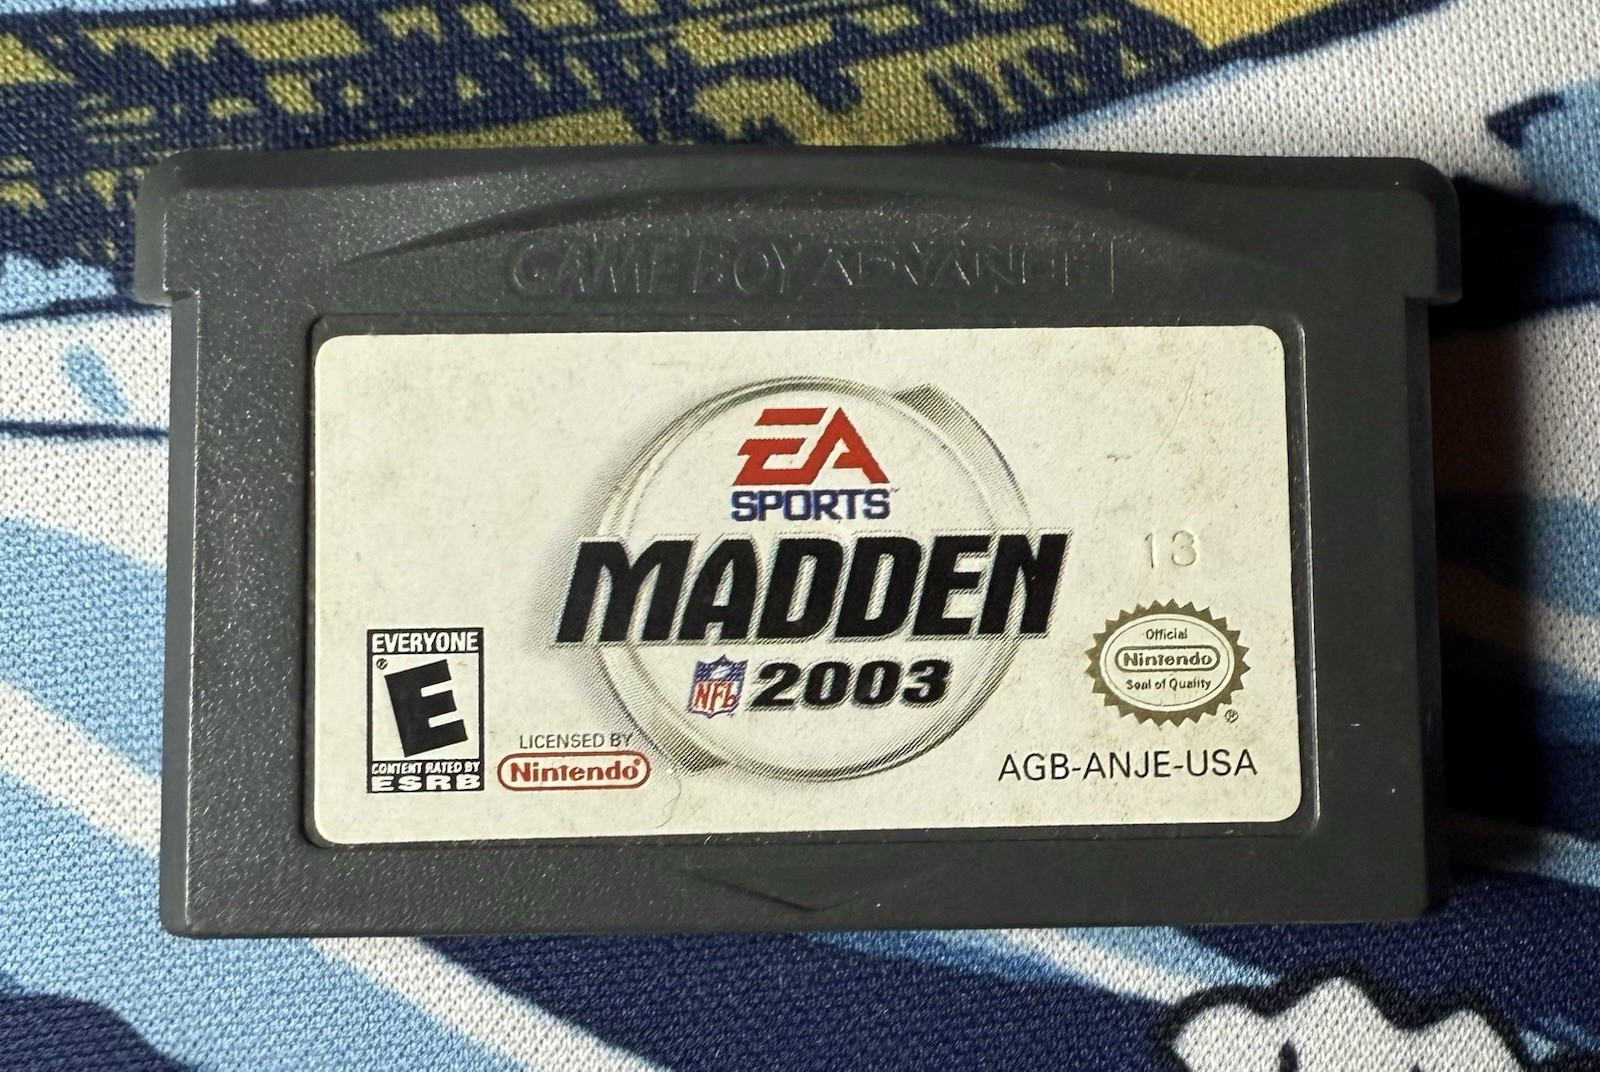 GAME BOY ADVANCE
EA
SPORTS™
MADDEN
NFL 2003
13
EVERYONE
E
CONTENT RATED BY
ESRB
LICENSED BY
Nintendo®
Official
Nintendo
Seal of Quality
®
AGB-ANJE-USA